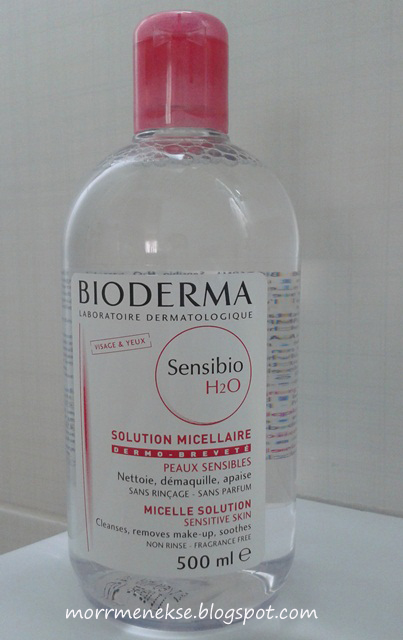 BIODERMA
LABORATOIRE DERMATOLOGIQUE
VISAGE & YEUX
Sensibio
H2O
SOLUTION MICELLAIRE
DERMO-BREVETÉ
PEAUX SENSIBLES
Nettoie, démaquille, apaise
SANS RINÇAGE - SANS PARFUM
MICELLE SOLUTION
SENSITIVE SKIN
Cleanses, removes make-up, soothes
NON RINSE - FRAGRANCE FREE
500 ml ℮
morrmenekse.blogspot.com